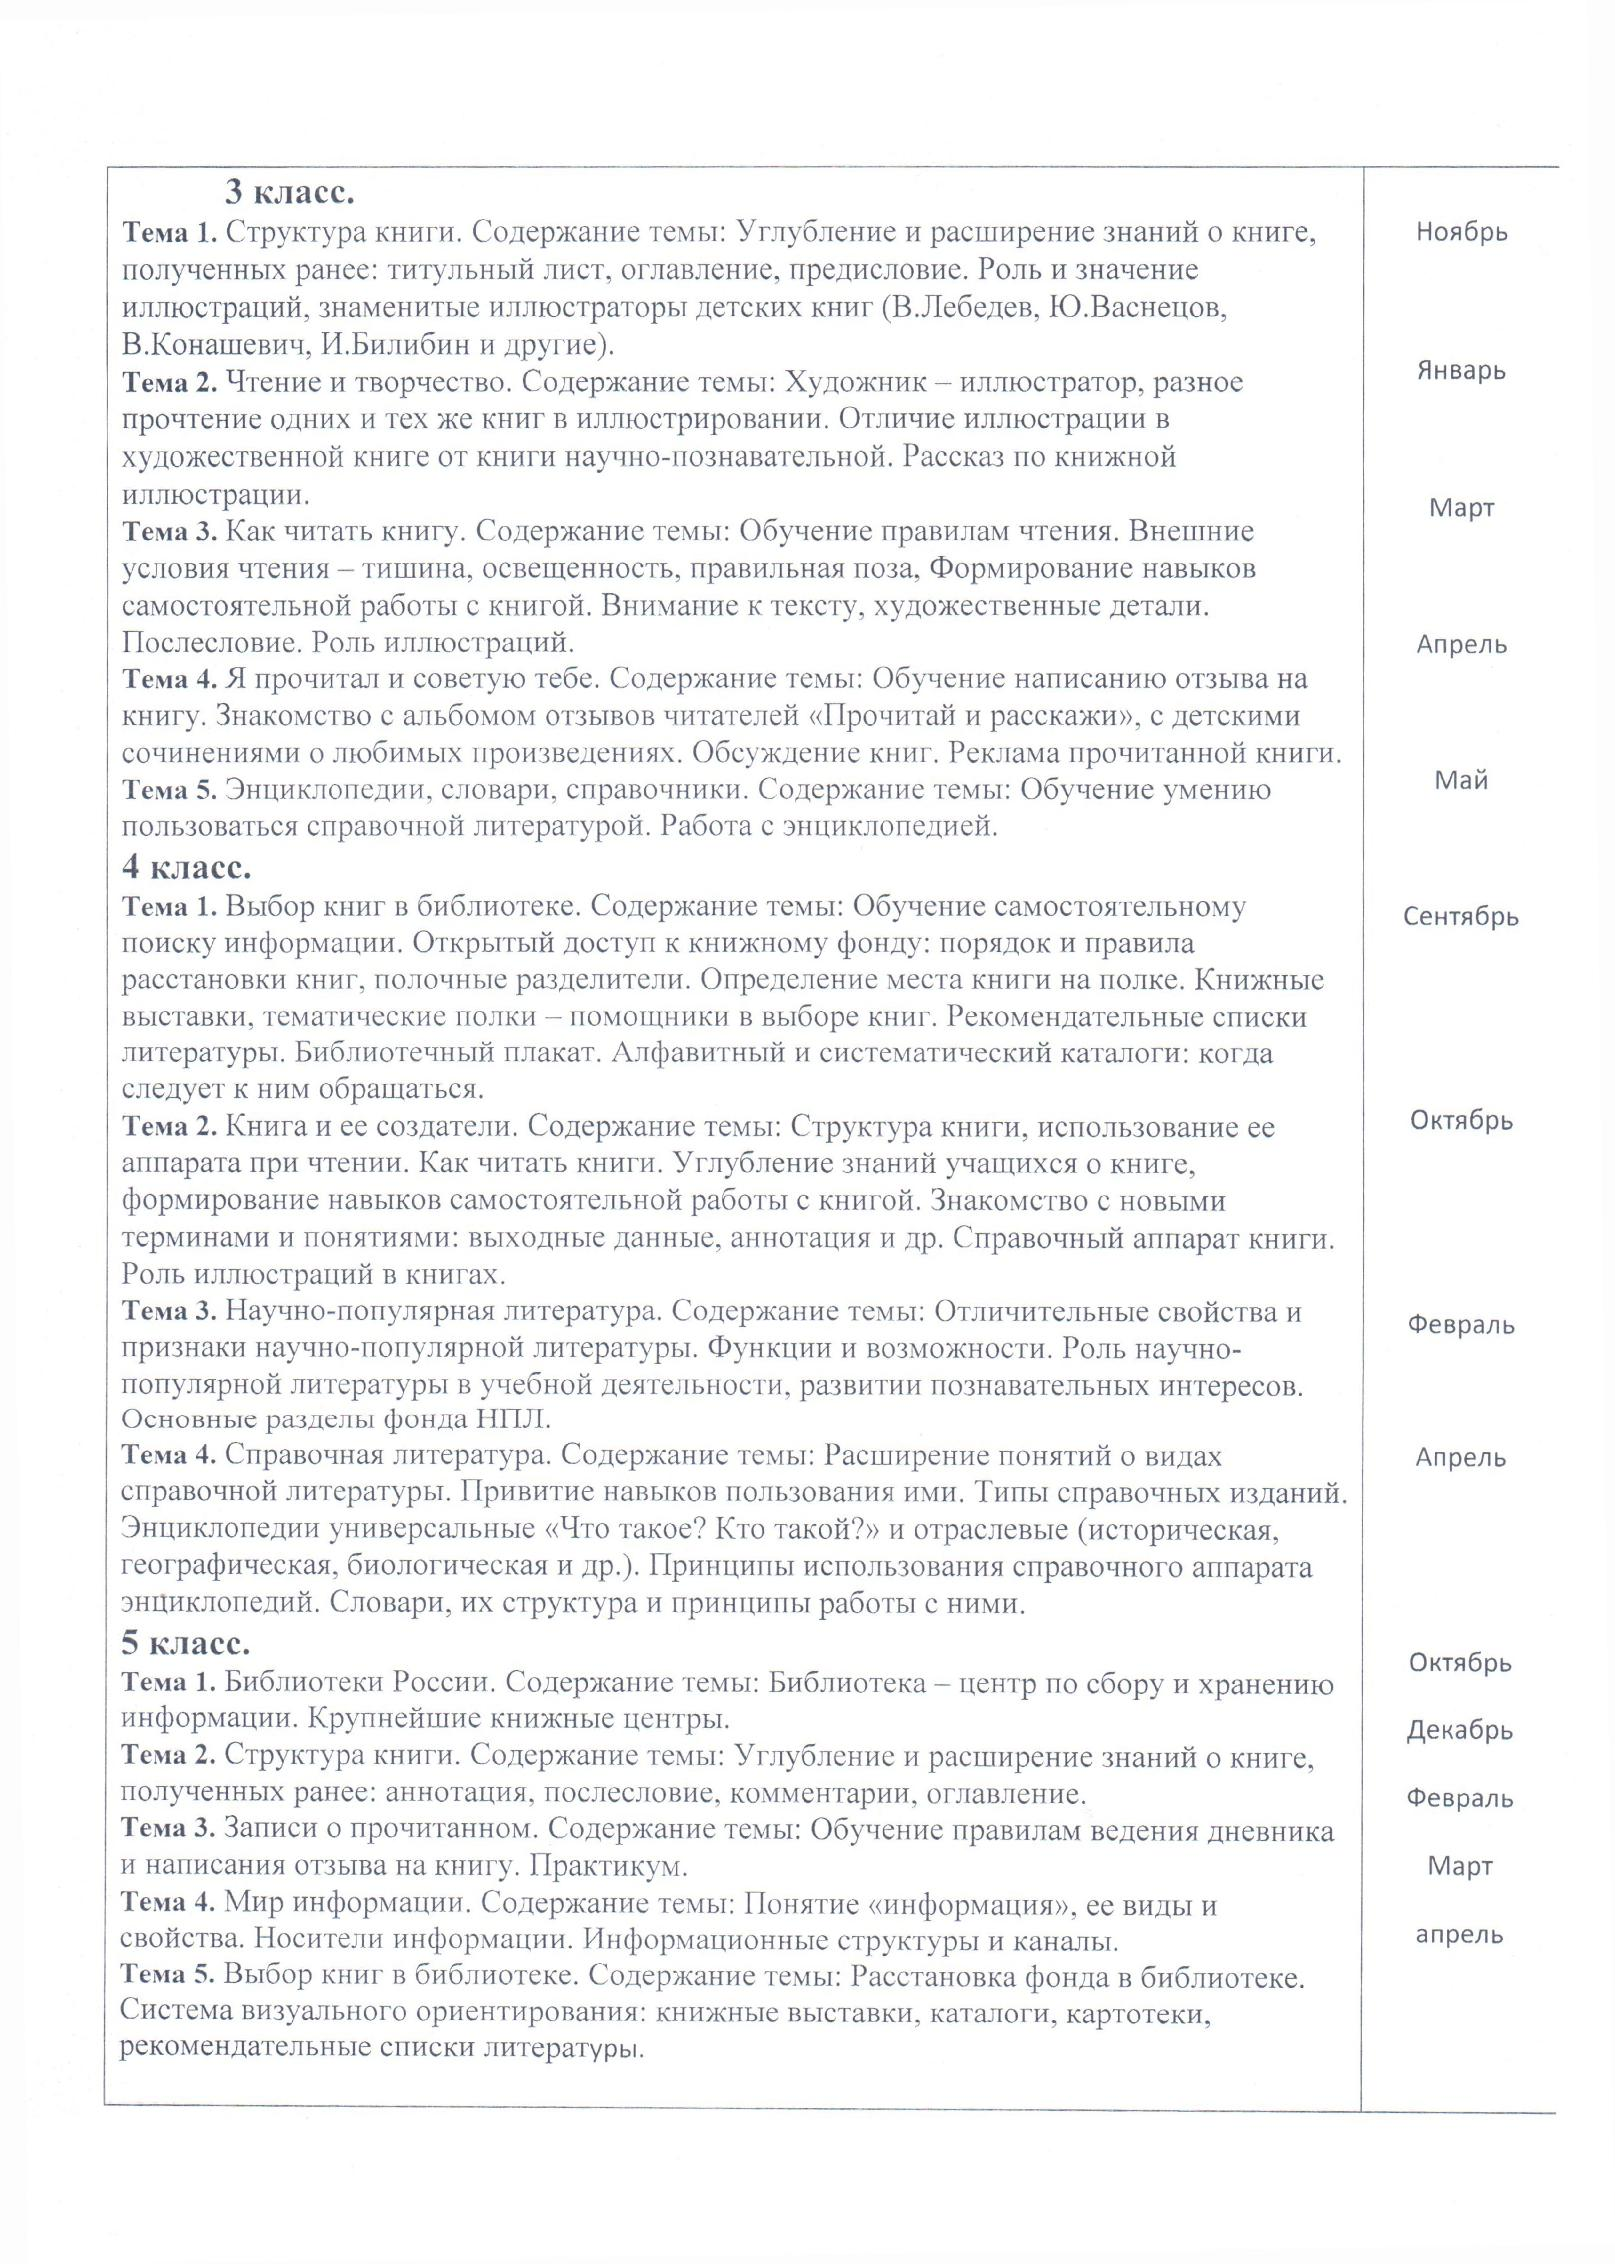 3 класс.
Тема 1. Структура книги. Содержание темы: Углубление и расширение знаний о книге,
Ноябрь
полученных ранее: титульный лист, оглавление, предисловие. Роль и значение
иллюстраций, знаменитые иллюстраторы детских книг (В.Лебедев, Ю.Васнецов,
В.Конашевич, И.Билибин и другие).
Тема 2. Чтение и творчество. Содержание темы: Художник – иллюстратор, разное
Январь
прочтение одних и тех же книг в иллюстрировании. Отличие иллюстрации в
художественной книге от книги научно-познавательной. Рассказ по книжной
иллюстрации.
Март
Тема 3. Как читать книгу. Содержание темы: Обучение правилам чтения. Внешние
условия чтения – тишина, освещенность, правильная поза, Формирование навыков
самостоятельной работы с книгой. Внимание к тексту, художественные детали.
Послесловие. Роль иллюстраций.
Апрель
Тема 4. Я прочитал и советую тебе. Содержание темы: Обучение написанию отзыва на
книгу. Знакомство с альбомом отзывов читателей «Прочитай и расскажи», с детскими
сочинениями о любимых произведениях. Обсуждение книг. Реклама прочитанной книги.
Тема 5. Энциклопедии, словари, справочники. Содержание темы: Обучение умению
Май
пользоваться справочной литературой. Работа с энциклопедией.
4 класс.
Тема 1. Выбор книг в библиотеке. Содержание темы: Обучение самостоятельному
Сентябрь
поиску информации. Открытый доступ к книжному фонду: порядок и правила
расстановки книг, полочные разделители. Определение места книги на полке. Книжные
выставки, тематические полки – помощники в выборе книг. Рекомендательные списки
литературы. Библиотечный плакат. Алфавитный и систематический каталоги: когда
следует к ним обращаться.
Тема 2. Книга и ее создатели. Содержание темы: Структура книги, использование ее
Октябрь
аппарата при чтении. Как читать книги. Углубление знаний учащихся о книге,
формирование навыков самостоятельной работы с книгой. Знакомство с новыми
терминами и понятиями: выходные данные, аннотация и др. Справочный аппарат книги.
Роль иллюстраций в книгах.
Тема 3. Научно-популярная литература. Содержание темы: Отличительные свойства и
Февраль
признаки научно-популярной литературы. Функции и возможности. Роль научно-
популярной литературы в учебной деятельности, развитии познавательных интересов.
Основные разделы фонда НПЛ.
Тема 4. Справочная литература. Содержание темы: Расширение понятий о видах
Апрель
справочной литературы. Привитие навыков пользования ими. Типы справочных изданий.
Энциклопедии универсальные «Что такое? Кто такой?» и отраслевые (историческая,
географическая, биологическая и др.). Принципы использования справочного аппарата
энциклопедий. Словари, их структура и принципы работы с ними.
5 класс.
Октябрь
Тема 1. Библиотеки России. Содержание темы: Библиотека – центр по сбору и хранению
информации. Крупнейшие книжные центры.
Декабрь
Тема 2. Структура книги. Содержание темы: Углубление и расширение знаний о книге,
полученных ранее: аннотация, послесловие, комментарии, оглавление.
Февраль
Тема 3. Записи о прочитанном. Содержание темы: Обучение правилам ведения дневника
и написания отзыва на книгу. Практикум.
Март
Тема 4. Мир информации. Содержание темы: Понятие «информация», ее виды и
свойства. Носители информации. Информационные структуры и каналы.
апрель
Тема 5. Выбор книг в библиотеке. Содержание темы: Расстановка фонда в библиотеке.
Система визуального ориентирования: книжные выставки, каталоги, картотеки,
рекомендательные списки литературы.